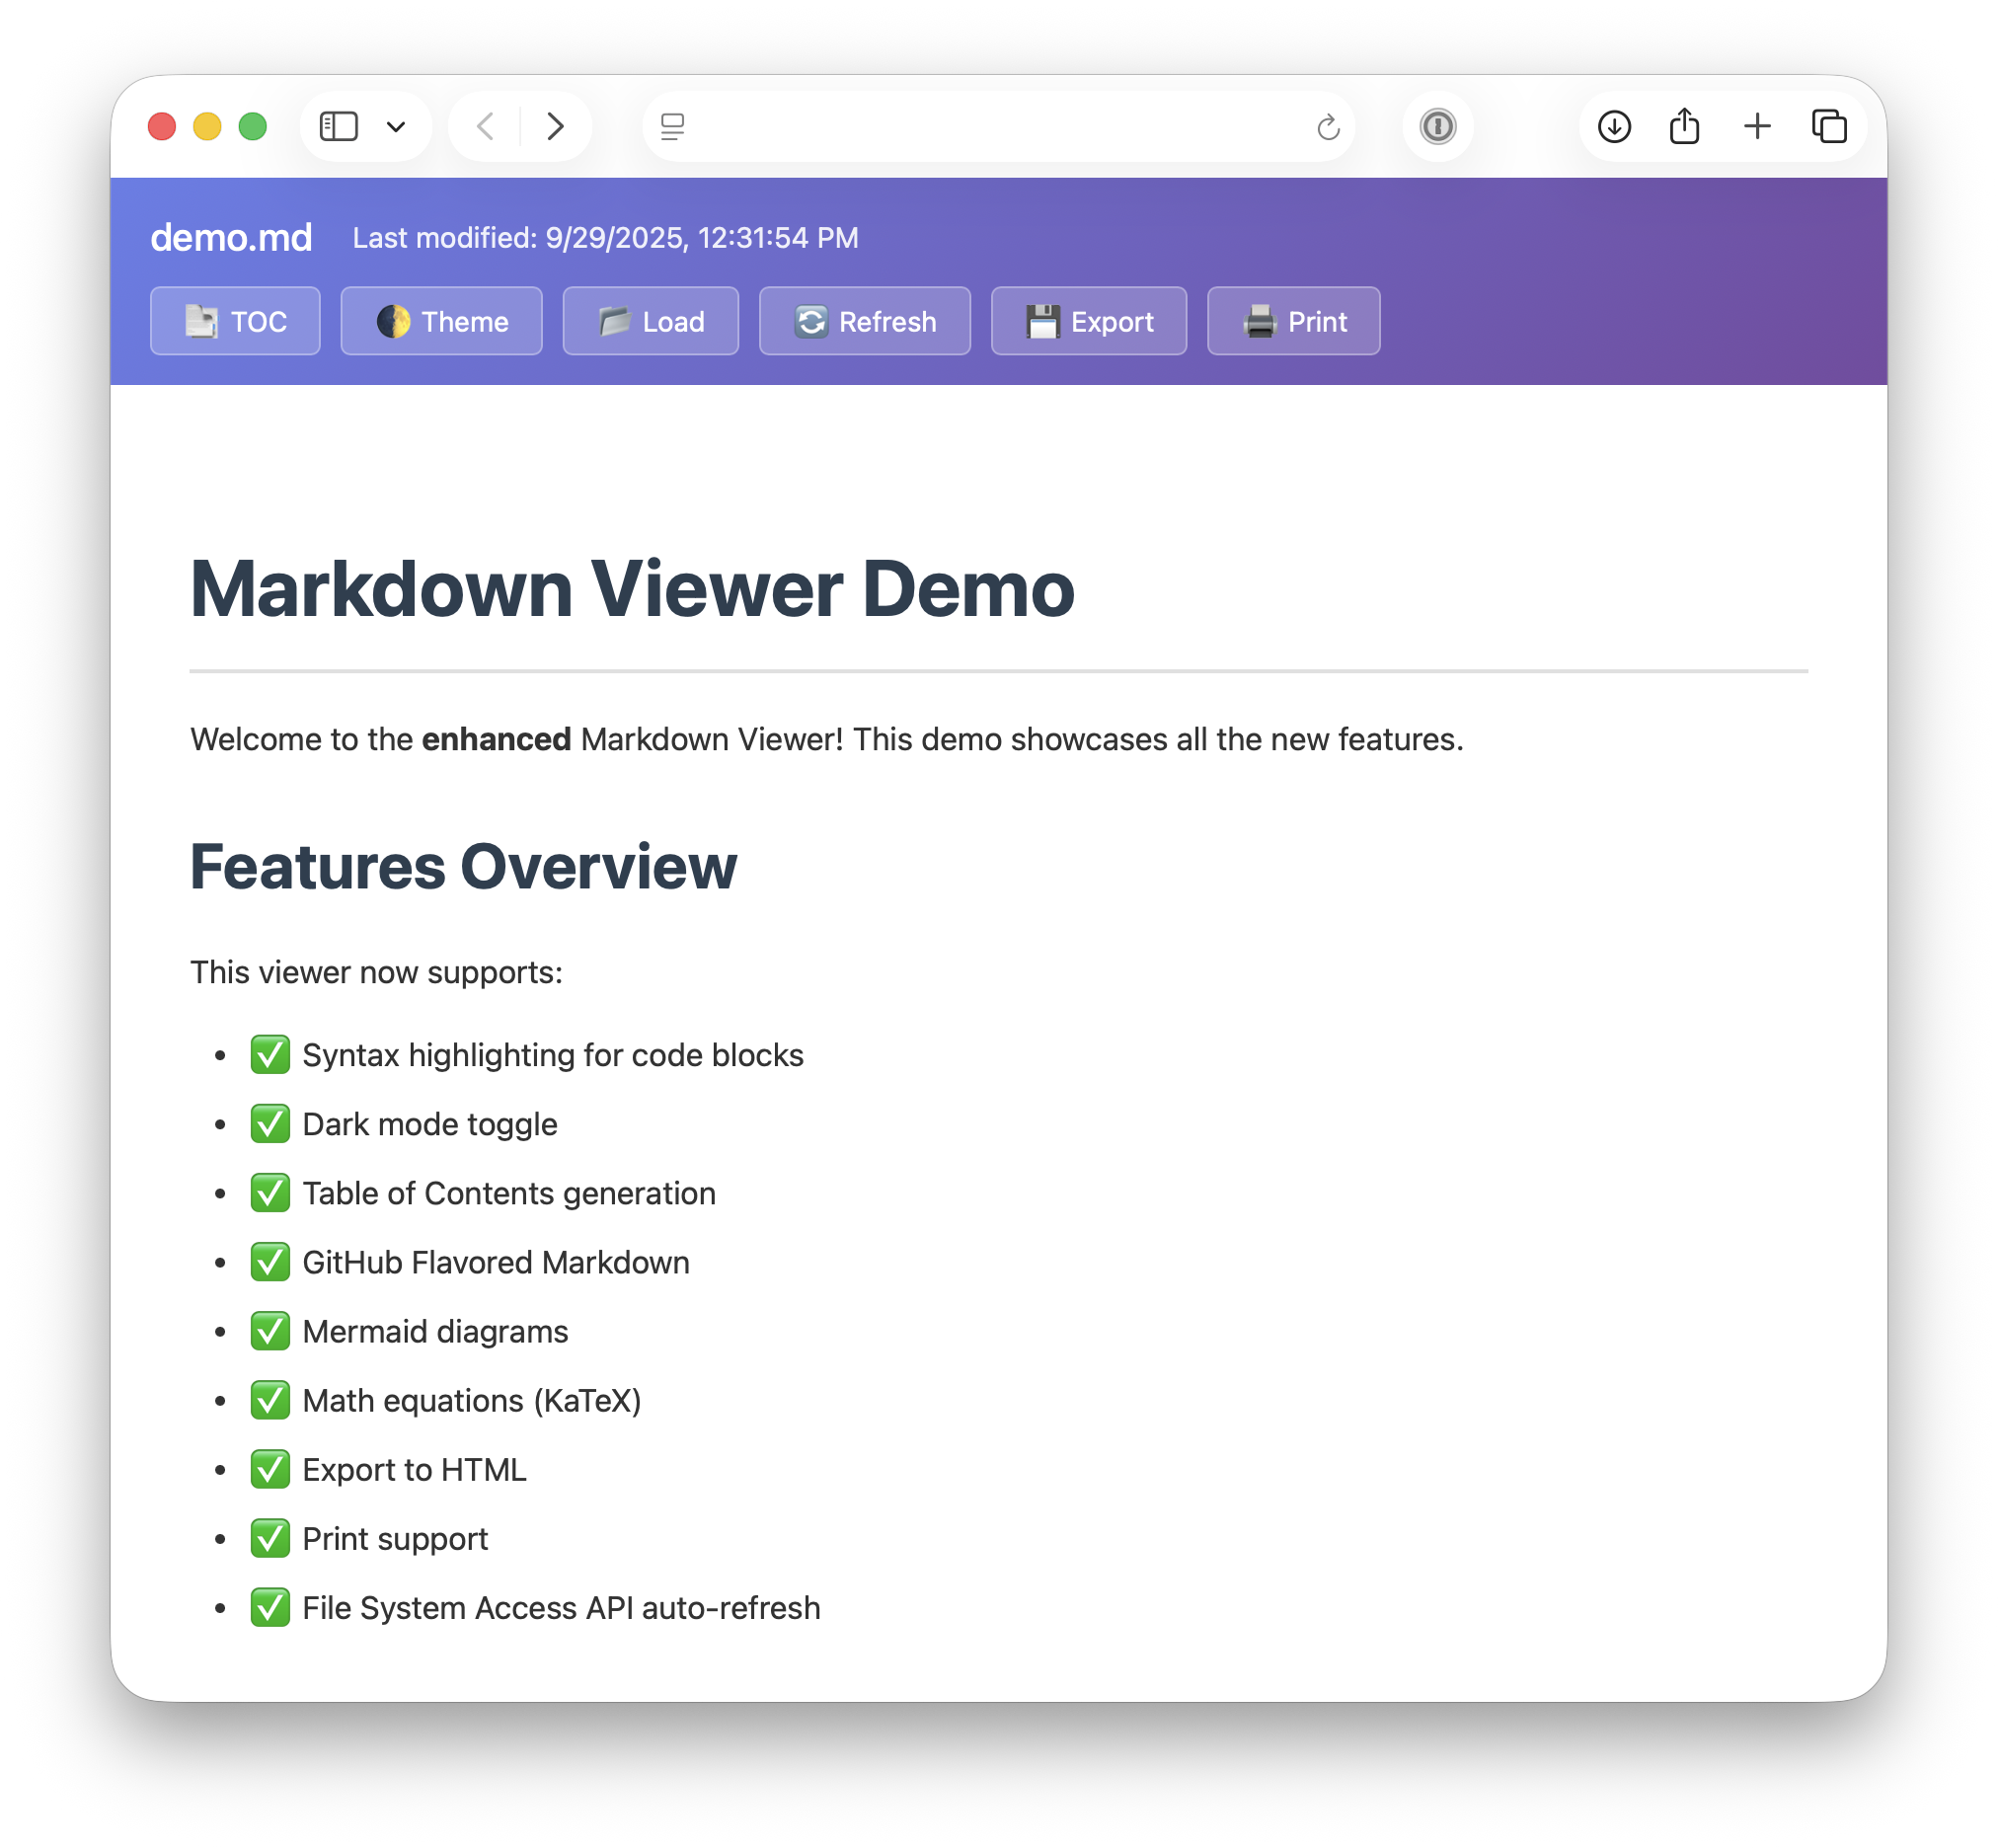 demo.md Last modified: 9/29/2025, 12:31:54 PM
TOC Theme Load Refresh Export Print
Markdown Viewer Demo
Welcome to the enhanced Markdown Viewer! This demo showcases all the new features.
Features Overview
This viewer now supports:
• ✅ Syntax highlighting for code blocks
• ✅ Dark mode toggle
• ✅ Table of Contents generation
• ✅ GitHub Flavored Markdown
• ✅ Mermaid diagrams
• ✅ Math equations (KaTeX)
• ✅ Export to HTML
• ✅ Print support
• ✅ File System Access API auto-refresh